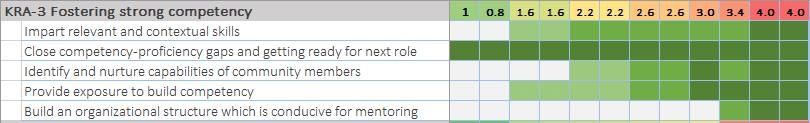 KRA-3 Fostering strong competency 1 0.8 1.6 1.6 2.2 2.2 2.6 2.6 3.0 3.4 4.0 4.0
Impart relevant and contextual skills
Close competency-proficiency gaps and getting ready for next role
Identify and nurture capabilities of community members
Provide exposure to build competency
Build an organizational structure which is conducive for mentoring